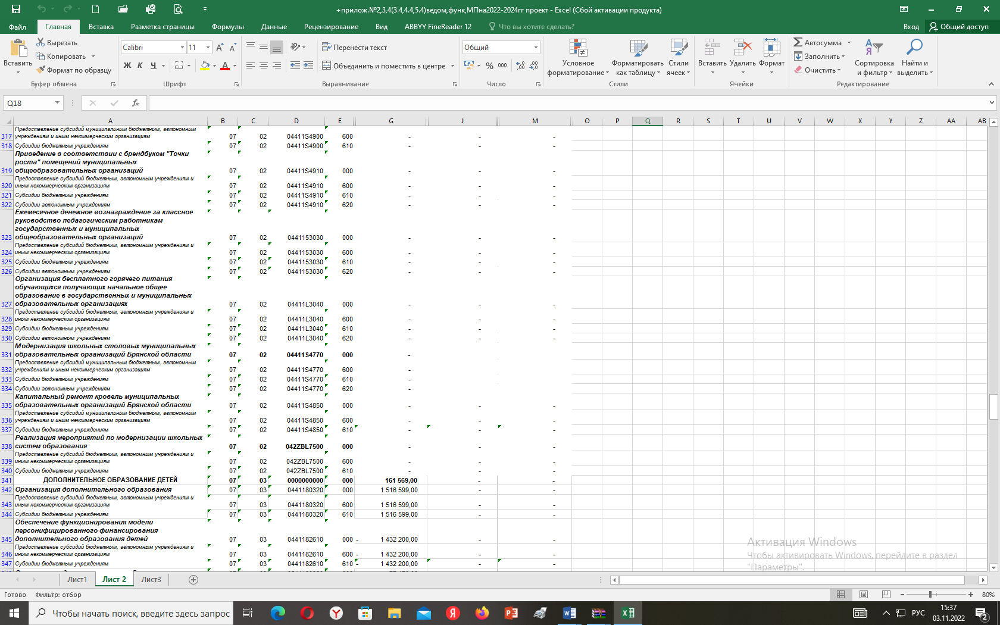 +прилож.№2,3,4(3.4,4.4,5.4)ведом,функ,МПна2022-2024гг проект - Excel (Сбой активации продукта)
Файл Главная Вставка Разметка страницы Формулы Данные Рецензирование Вид ABBYY FineReader 12 Что вы хотите сделать? Вход Общий доступ
Вставить Вырезать Копировать Формат по образцу Буфер обмена
Calibri 11 Ж К Ч Шрифт
Перенести текст Объединить и поместить в центре Выравнивание
Общий % 000 Число
Условное форматирование Форматировать как таблицу Стили ячеек Стили
Вставить Удалить Формат Ячейки
Автосумма Заполнить Очистить Сортировка и фильтр Найти и выделить Редактирование
Q18 fx
A B C D E G J M O P Q R S T U V W X Y Z AA AB
Предоставление субсидий муниципальным бюджетным, автономным
317 учреждениям и иным некоммерческим организациям 07 02 04411S4900 600 - - -
318 Субсидии бюджетным учреждениям 07 02 04411S4900 610 - - -
Приведение в соответствии с брендбуком "Точки
роста" помещений муниципальных
319 общеобразовательных организаций 07 02 04411S4910 000 - - -
Предоставление субсидий бюджетным, автономным учреждениям и
320 иным некоммерческим организациям 07 02 04411S4910 600 - - -
321 Субсидии бюджетным учреждениям 07 02 04411S4910 610 - - -
322 Субсидии автономным учреждениям 07 02 04411S4910 620 - - -
Ежемесячное денежное вознаграждение за классное
руководство педагогическим работникам
государственных и муниципальных
323 общеобразовательных организаций 07 02 0441153030 000 - - -
Предоставление субсидий бюджетным, автономным учреждениям и
324 иным некоммерческим организациям 07 02 0441153030 600 - - -
325 Субсидии бюджетным учреждениям 07 02 0441153030 610 - - -
326 Субсидии автономным учреждениям 07 02 0441153030 620 - - -
Организация бесплатного горячего питания
обучающихся получающих начальное общее
образование в государственных и муниципальных
327 образовательных организациях 07 02 04411L3040 000 - - -
Предоставление субсидий бюджетным, автономным учреждениям и
328 иным некоммерческим организациям 07 02 04411L3040 600 - - -
329 Субсидии бюджетным учреждениям 07 02 04411L3040 610 - - -
330 Субсидии автономным учреждениям 07 02 04411L3040 620 - - -
Модернизация школьных столовых муниципальных
331 образовательных организаций Брянской области 07 02 04411S4770 000 -
Предоставление субсидий муниципальным бюджетным, автономным
332 учреждениям и иным некоммерческим организациям 07 02 04411S4770 600 -
333 Субсидии бюджетным учреждениям 07 02 04411S4770 610 -
334 Субсидии автономным учреждениям 07 02 04411S4770 620 -
Капитальный ремонт кровель муниципальных
335 образовательных организаций Брянской области 07 02 04411S4850 000 - - -
Предоставление субсидий муниципальным бюджетным, автономным
336 учреждениям и иным некоммерческим организациям 07 02 04411S4850 600 - - -
337 Субсидии бюджетным учреждениям 07 02 04411S4850 610 - - -
Реализация мероприятий по модернизации школьных
338 систем образования 07 02 042ZBL7500 000 - - -
Предоставление субсидий бюджетным, автономным учреждениям и
339 иным некоммерческим организациям 07 02 042ZBL7500 600 - - -
340 Субсидии бюджетным учреждениям 07 02 042ZBL7500 610 - - -
341 ДОПОЛНИТЕЛЬНОЕ ОБРАЗОВАНИЕ ДЕТЕЙ 07 03 0000000000 000 161 569,00 - -
342 Организация дополнительного образования 07 03 0441180320 000 1 516 599,00 - -
Предоставление субсидий бюджетным, автономным учреждениям и
343 иным некоммерческим организациям 07 03 0441180320 600 1 516 599,00 - -
344 Субсидии бюджетным учреждениям 07 03 0441180320 610 1 516 599,00 - -
Обеспечение функционирования модели
персонифицированного финансирования
345 дополнительного образования детей 07 03 0441182610 000 - 1 432 200,00 - -
Предоставление субсидий бюджетным, автономным учреждениям и
346 иным некоммерческим организациям 07 03 0441182610 600 - 1 432 200,00 - -
347 Субсидии бюджетным учреждениям 07 03 0441182610 610 - 1 432 200,00 - -
Активация Windows
Чтобы активировать Windows, перейдите в раздел
"Параметры".
Лист1 Лист 2 Лист3
Готово Фильтр: отбор 80%
Чтобы начать поиск, введите здесь запрос
РУС 15:37
03.11.2022 2